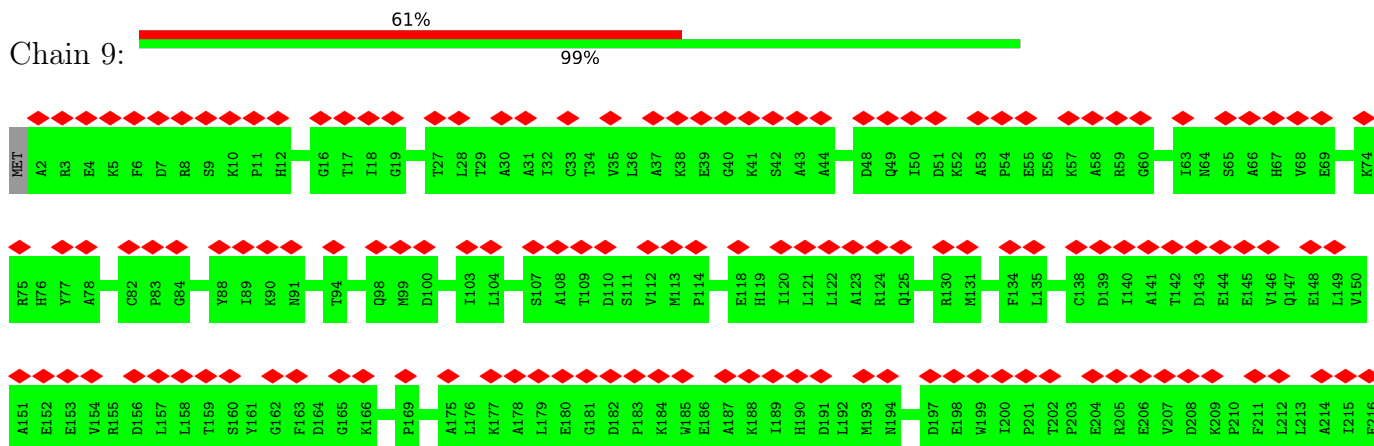 61%
Chain 9:
99%
MET A2 R3 E4 K5 F6 D7 R8 S9 K10 P11 H12 G16 T17 I18 G19 T27 L28 T29 A30 A31 I32 C33 T34 V35 L36 A37 K38 E39 G40 K41 S42 A43 A44 D48 Q49 I50 D51 K52 A53 P54 E55 E56 K57 A58 R59 G60 I63 N64 S65 A66 H67 V68 E69 K74
R75 H76 Y77 A78 C82 P83 G84 Y88 I89 K90 N91 T94 Q98 M99 D100 I103 L104 S107 A108 T109 D110 S111 V112 M113 P114 E118 H119 I120 L121 L122 A123 R124 Q125 R130 M131 F134 L135 C138 D139 I140 A141 T142 D143 E144 E145 V146 Q147 E148 L149 V150
A151 E152 E153 V154 R155 D156 L157 L158 T159 S160 Y161 G162 F163 D164 G165 K166 P169 A175 L176 K177 A178 L179 E180 G181 D182 P183 K184 W185 E186 A187 K188 I189 H190 D191 L192 M193 N194 D197 E198 W199 I200 P201 T202 P203 E204 R205 E206 V207 D208 K209 P210 F211 L212 L213 A214 I215 E216